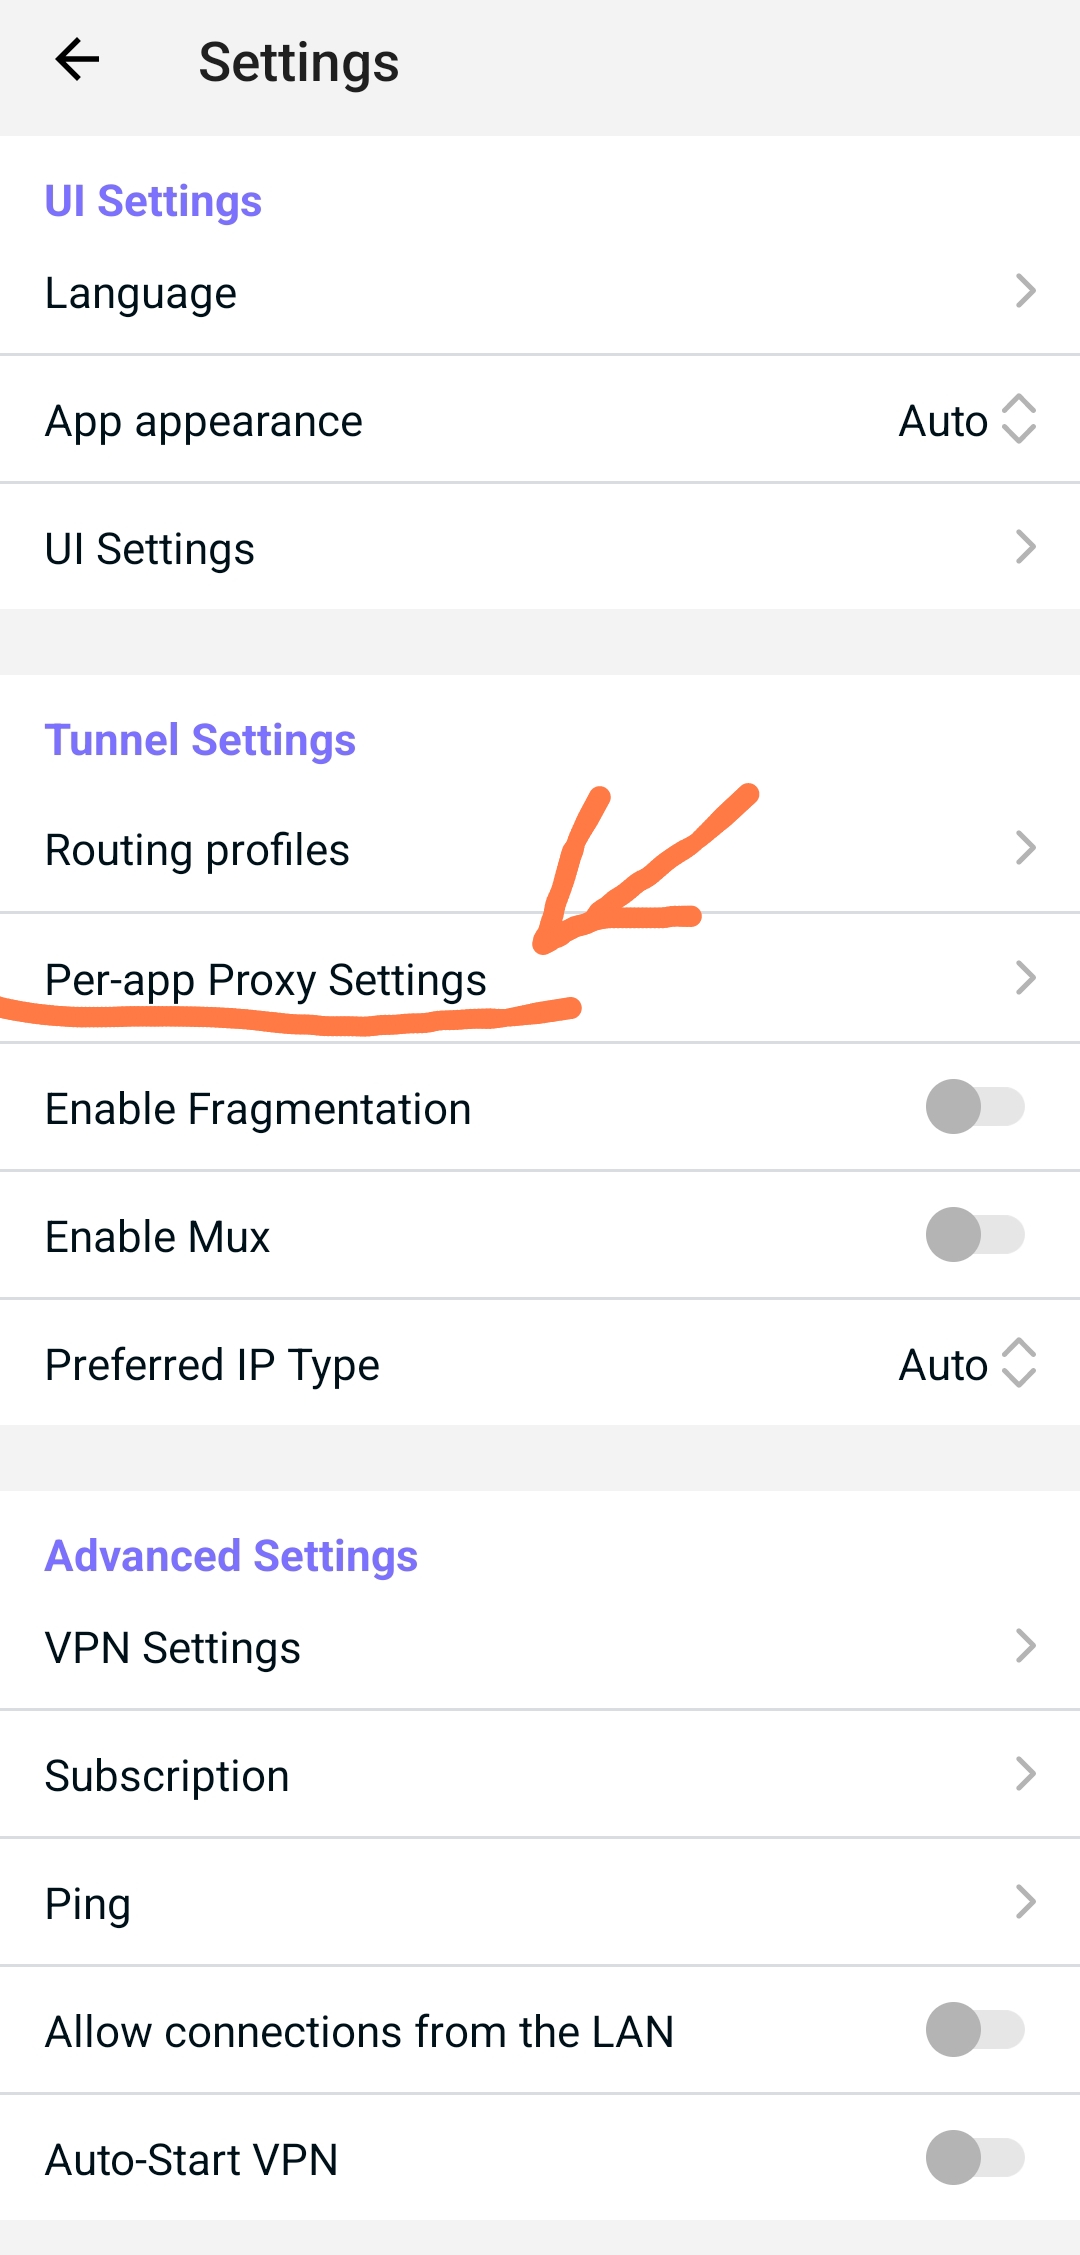 Settings
UI Settings
Language
App appearance Auto
UI Settings
Tunnel Settings
Routing profiles
Per-app Proxy Settings
Enable Fragmentation
Enable Mux
Preferred IP Type Auto
Advanced Settings
VPN Settings
Subscription
Ping
Allow connections from the LAN
Auto-Start VPN